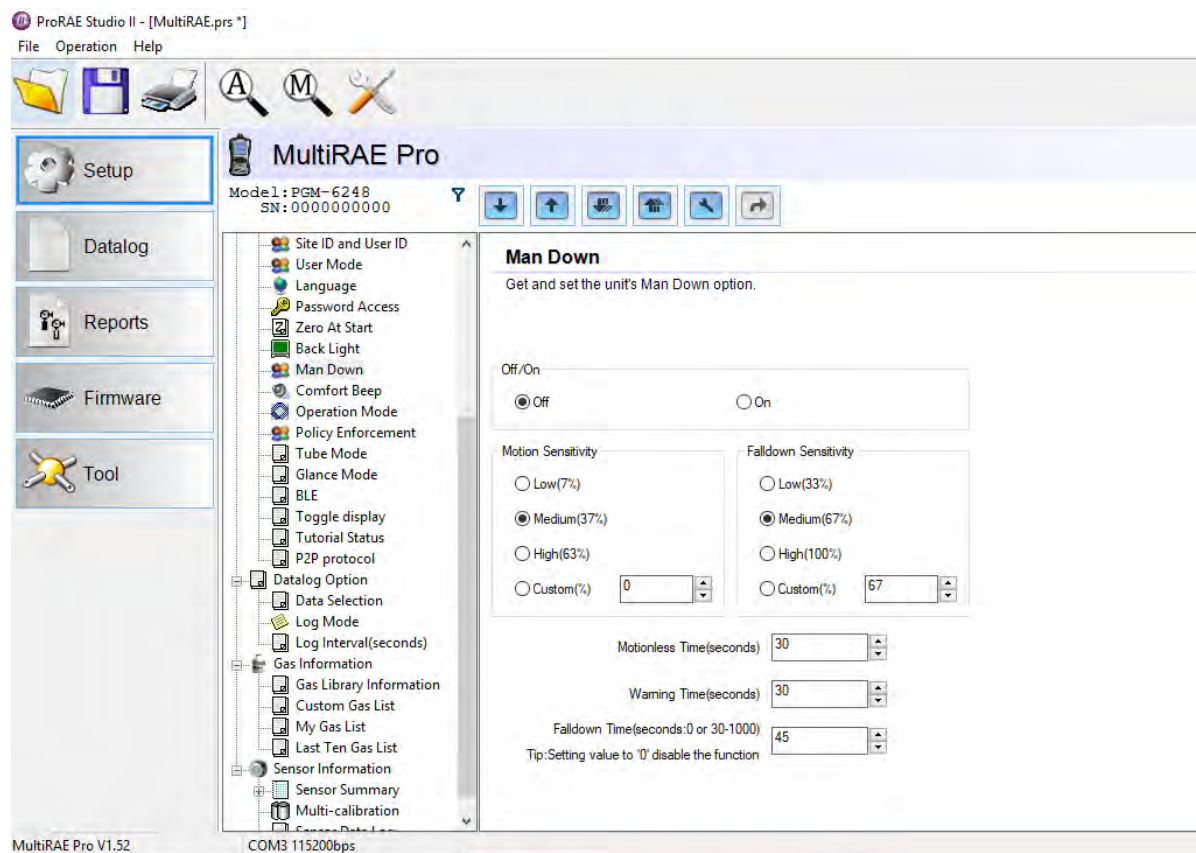 ProRAE Studio II - [MultiRAE.prs *]
File Operation Help
A M
Setup
Datalog
Reports
Firmware
Tool
MultiRAE Pro
Model:PGM-6248
SN:0000000000
Site ID and User ID
User Mode
Language
Password Access
Zero At Start
Back Light
Man Down
Comfort Beep
Operation Mode
Policy Enforcement
Tube Mode
Glance Mode
BLE
Toggle display
Tutorial Status
P2P protocol
Datalog Option
Data Selection
Log Mode
Log Interval(seconds)
Gas Information
Gas Library Information
Custom Gas List
My Gas List
Last Ten Gas List
Sensor Information
Sensor Summary
Multi-calibration
Man Down
Get and set the unit's Man Down option.
Off/On
Off On
Motion Sensitivity
Low(7%)
Medium(37%)
High(63%)
Custom(%) 0
Falldown Sensitivity
Low(33%)
Medium(67%)
High(100%)
Custom(%) 67
Motionless Time(seconds) 30
Warning Time(seconds) 30
Falldown Time(seconds:0 or 30-1000) 45
Tip:Setting value to '0' disable the function
MultiRAE Pro V1.52 COM3 115200bps